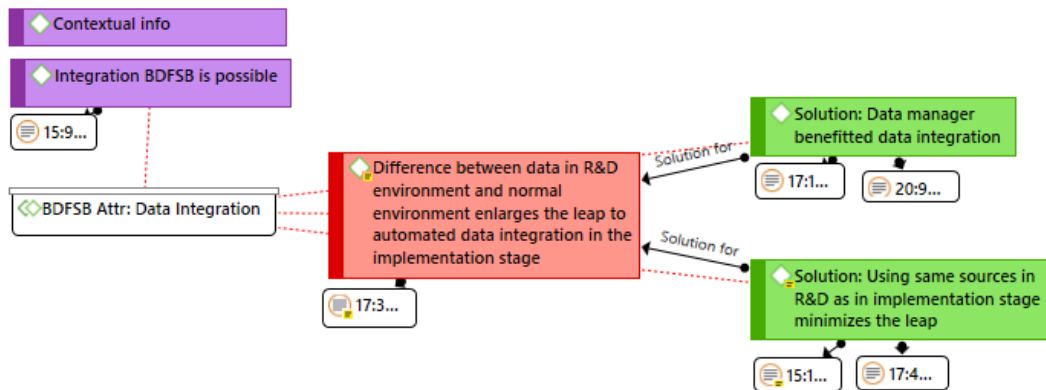 Contextual info
Integration BDFSB is possible
15:9...
BDFSB Attr: Data Integration
Difference between data in R&D
environment and normal
environment enlarges the leap to
automated data integration in the
implementation stage
17:3...
Solution for
Solution: Data manager
benefitted data integration
17:1...
20:9...
Solution for
Solution: Using same sources in
R&D as in implementation stage
minimizes the leap
15:1...
17:4...